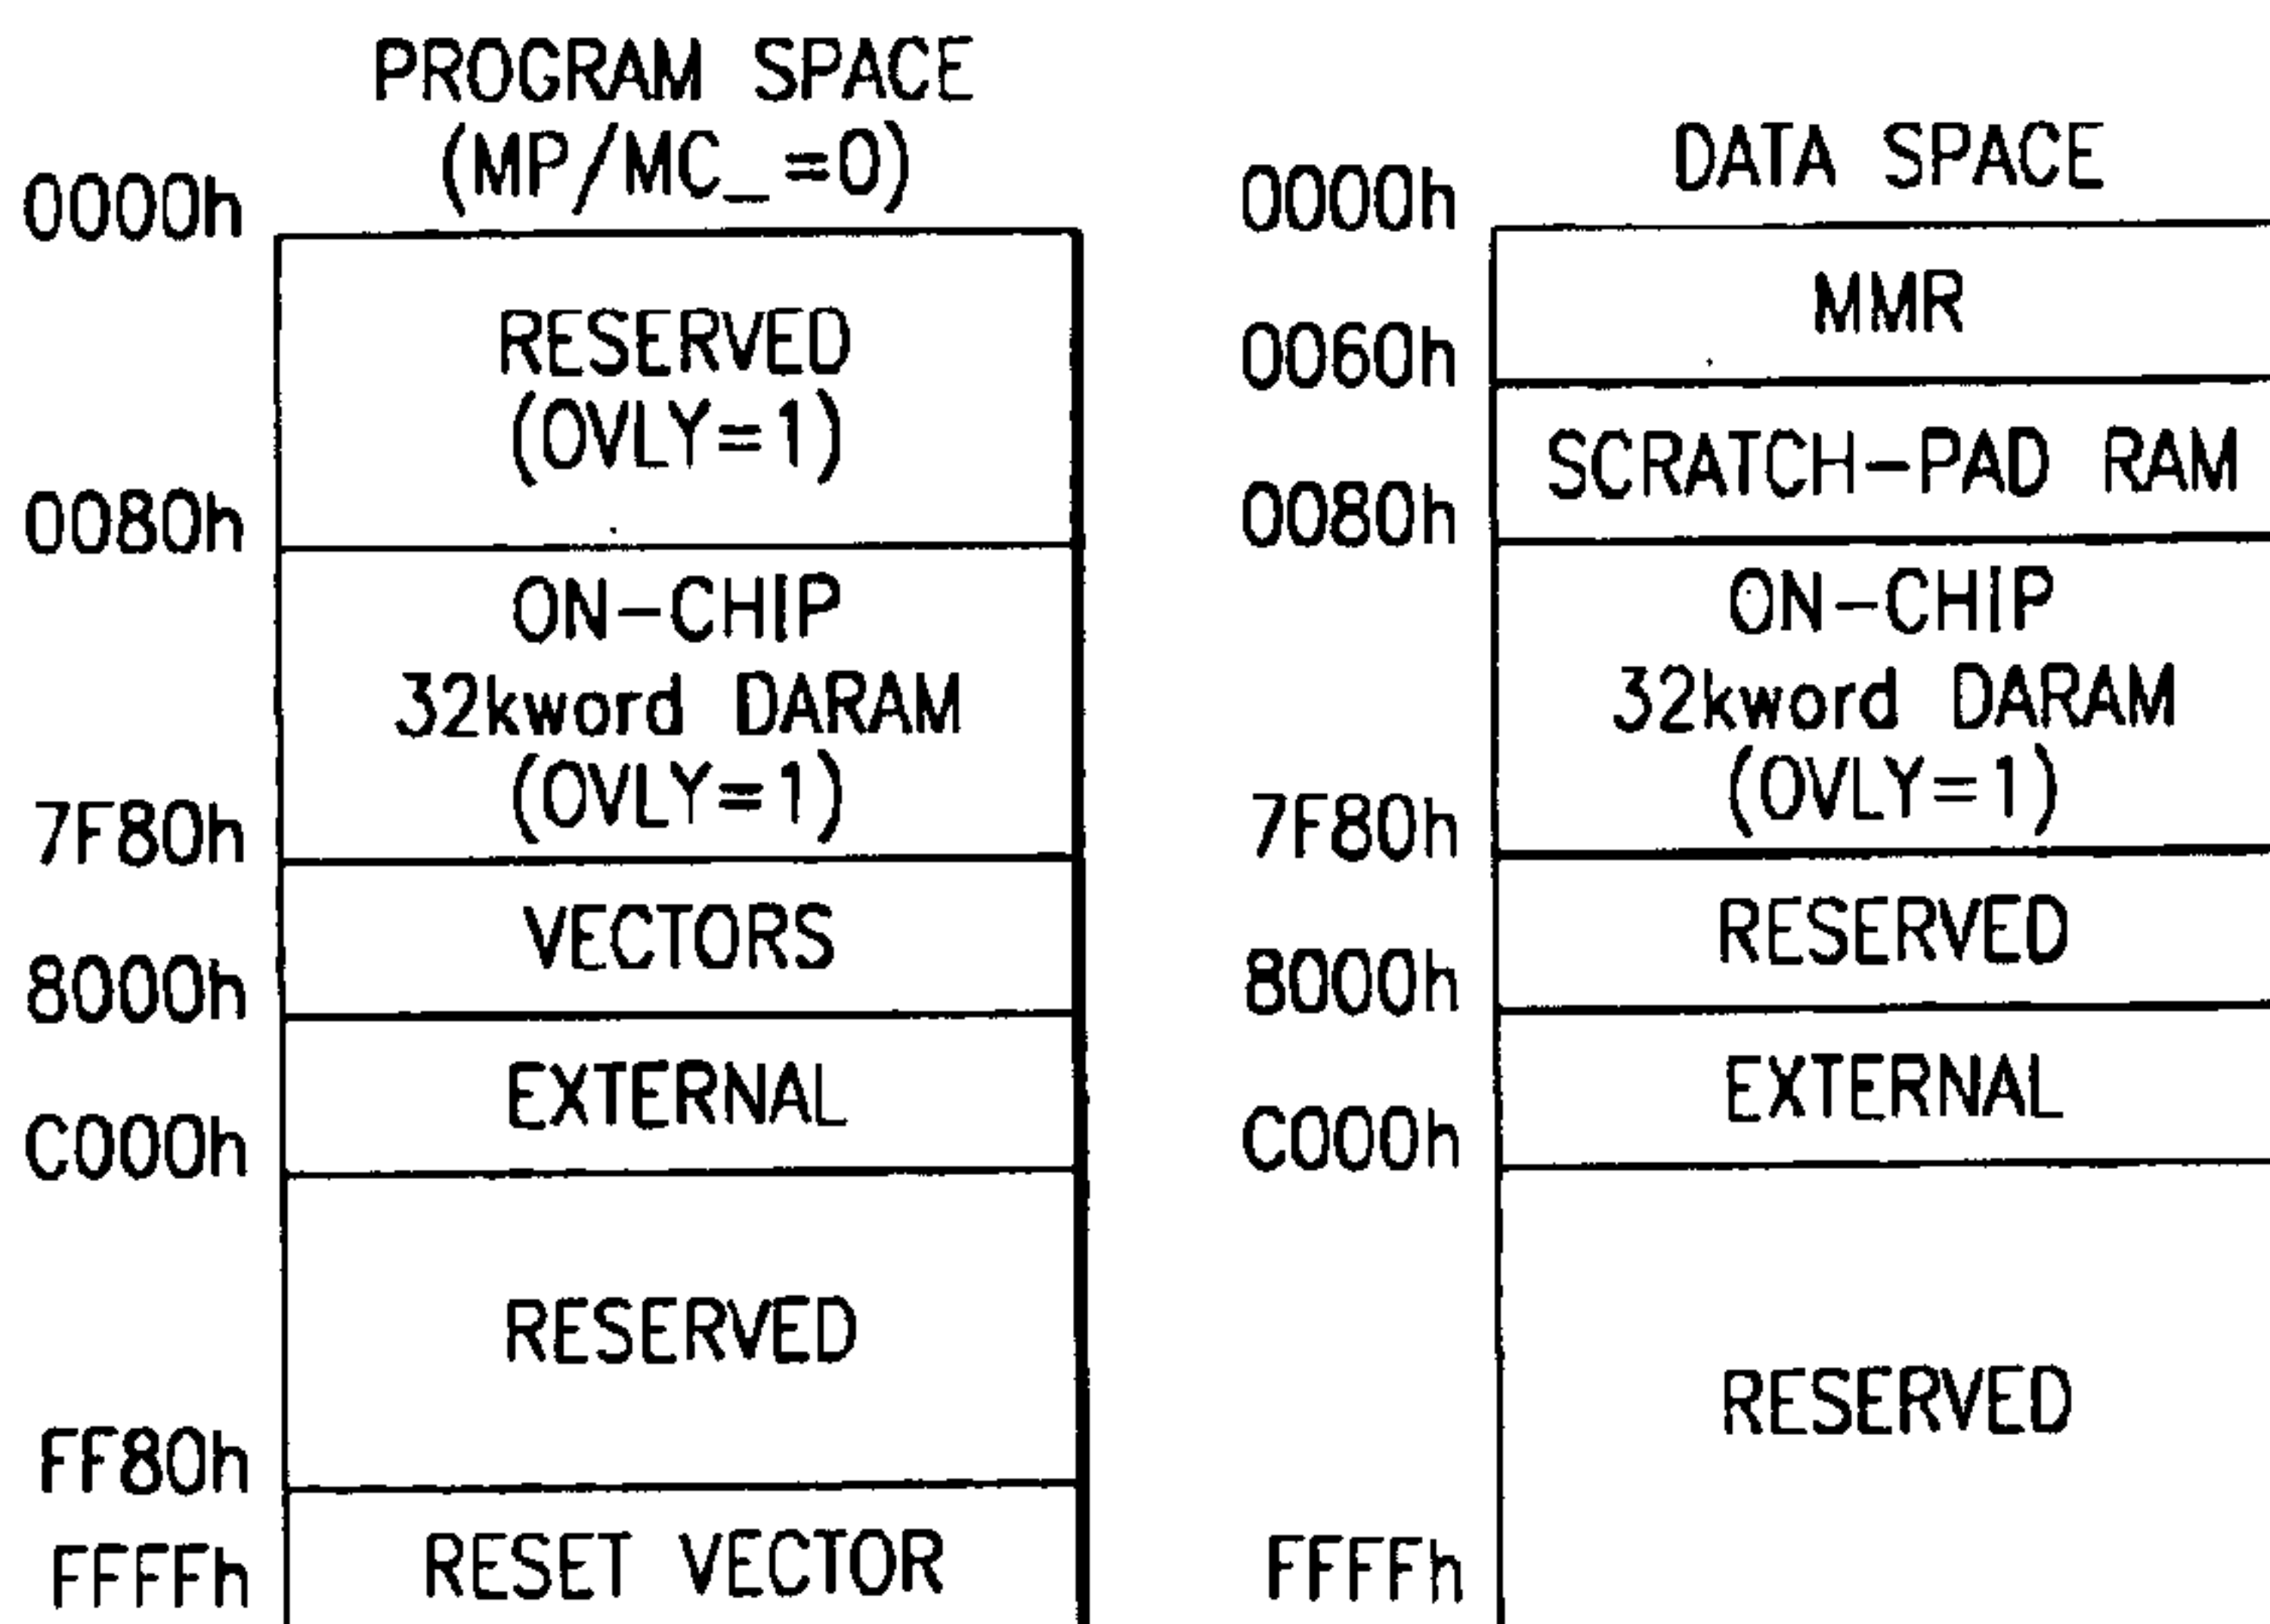 PROGRAM SPACE
(MP/MC_=0)
0000h
RESERVED
(OVLY=1)
0080h
ON-CHIP
32kword DARAM
(OVLY=1)
7F80h
VECTORS
8000h
EXTERNAL
C000h
RESERVED
FF80h
RESET VECTOR
FFFFh
DATA SPACE
0000h
MMR
0060h
SCRATCH-PAD RAM
0080h
ON-CHIP
32kword DARAM
(OVLY=1)
7F80h
RESERVED
8000h
EXTERNAL
C000h
RESERVED
FFFFh